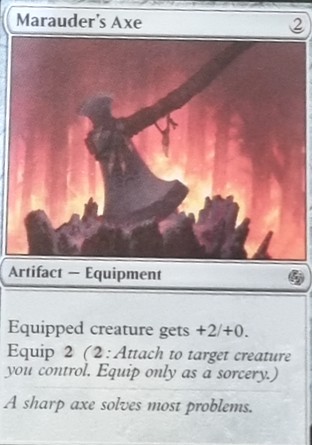 Marauder's Axe 2
Artifact — Equipment
Equipped creature gets +2/+0.
Equip 2 (2: Attach to target creature
you control. Equip only as a sorcery.)
A sharp axe solves most problems.